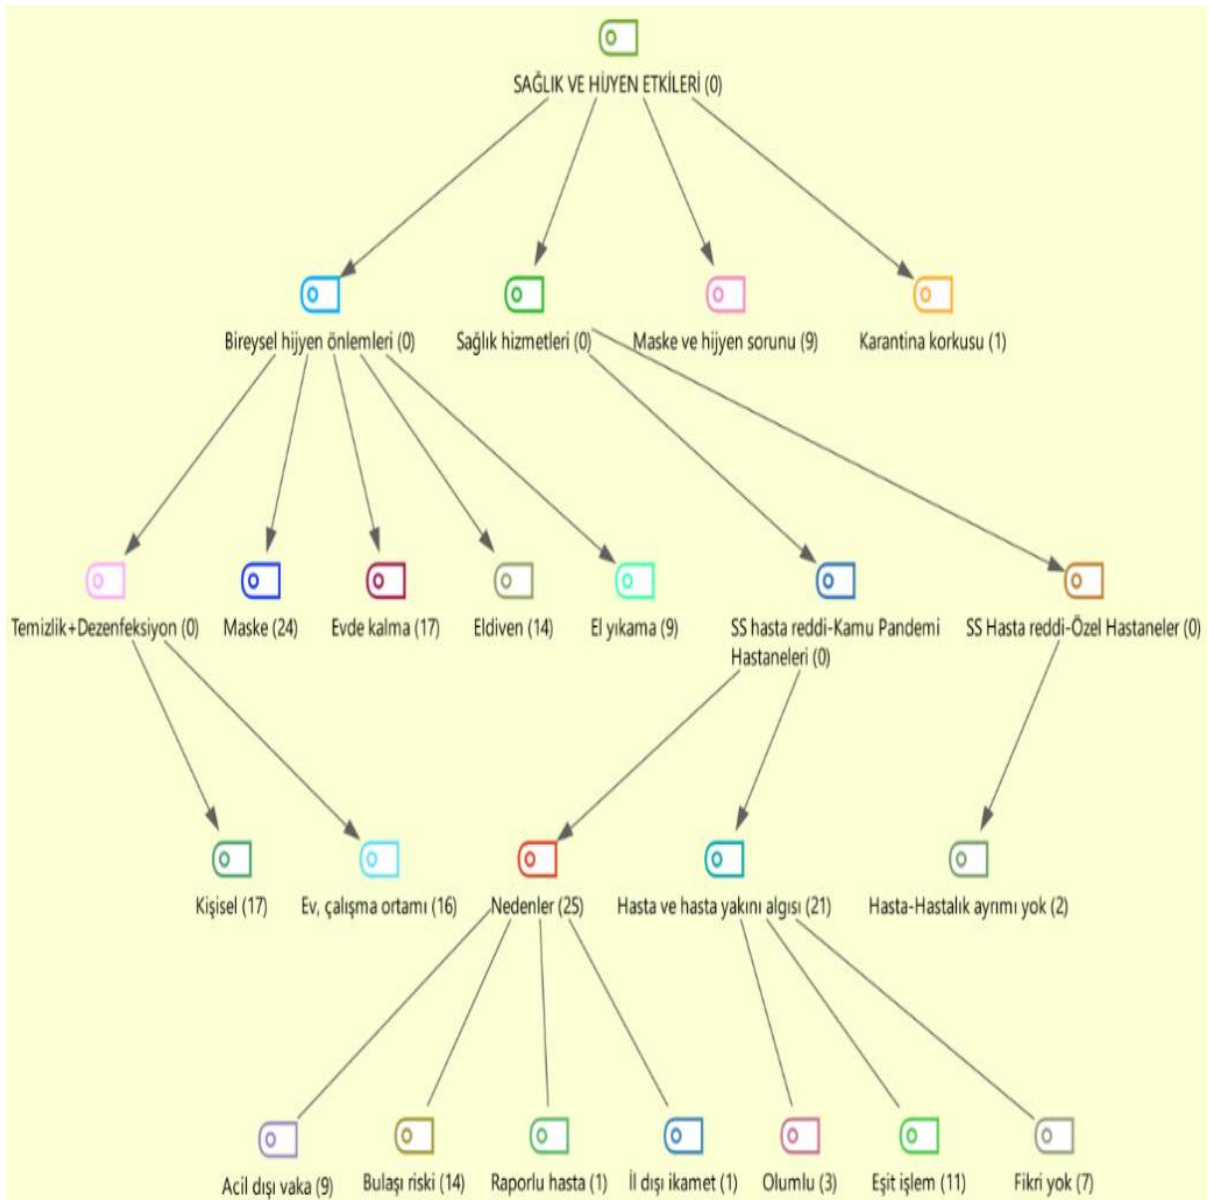 SAĞLIK VE HİJYEN ETKİLERİ (0)
Bireysel hijyen önlemleri (0)
Sağlık hizmetleri (0)
Maske ve hijyen sorunu (9)
Karantina korkusu (1)
Temizlik+Dezenfeksiyon (0)
Maske (24)
Evde kalma (17)
Eldiven (14)
El yıkama (9)
SS hasta reddi-Kamu Pandemi
Hastaneleri (0)
SS Hasta reddi-Özel Hastaneler (0)
Kişisel (17)
Ev, çalışma ortamı (16)
Nedenler (25)
Hasta ve hasta yakını algısı (21)
Hasta-Hastalık ayrımı yok (2)
Acil dışı vaka (9)
Bulaşı riski (14)
Raporlu hasta (1)
İl dışı ikamet (1)
Olumlu (3)
Eşit işlem (11)
Fikri yok (7)